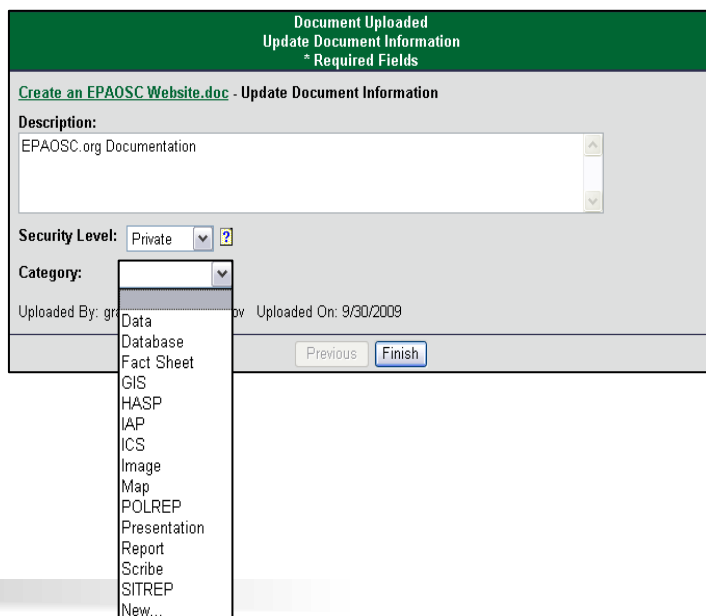 Document Uploaded
Update Document Information
* Required Fields
Create an EPAOSC Website.doc - Update Document Information
Description:
EPAOSC.org Documentation
Security Level: Private ?
Category:
Uploaded By: Uploaded On: 9/30/2009
Data
Database
Fact Sheet
GIS
HASP
IAP
ICS
Image
Map
POLREP
Presentation
Report
Scribe
SITREP
New...
Previous Finish